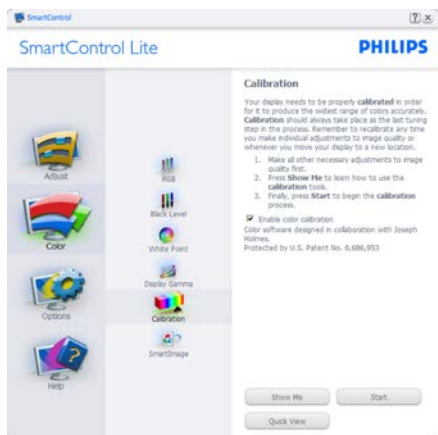 SmartControl
SmartControl Lite
PHILIPS
Adjust
Color
Options
Help
RGB
Black Level
White Point
Display Gamma
Calibration
SmartImage
Calibration
Your display needs to be properly calibrated in order
for it to produce the widest range of colors accurately.
Calibration should always take place as the last tuning
step in the process. Remember to recalibrate any time
you make individual adjustments to image quality or
whenever you move your display to a new location.
1. Make all other necessary adjustments to image
quality first.
2. Press Show Me to learn how to use the
calibration tools.
3. Finally, press Start to begin the calibration
process.
Enable color calibration
Color software designed in collaboration with Joseph
Holmes.
Protected by U.S. Patent No. 6,686,953
Show Me
Start
Quick View